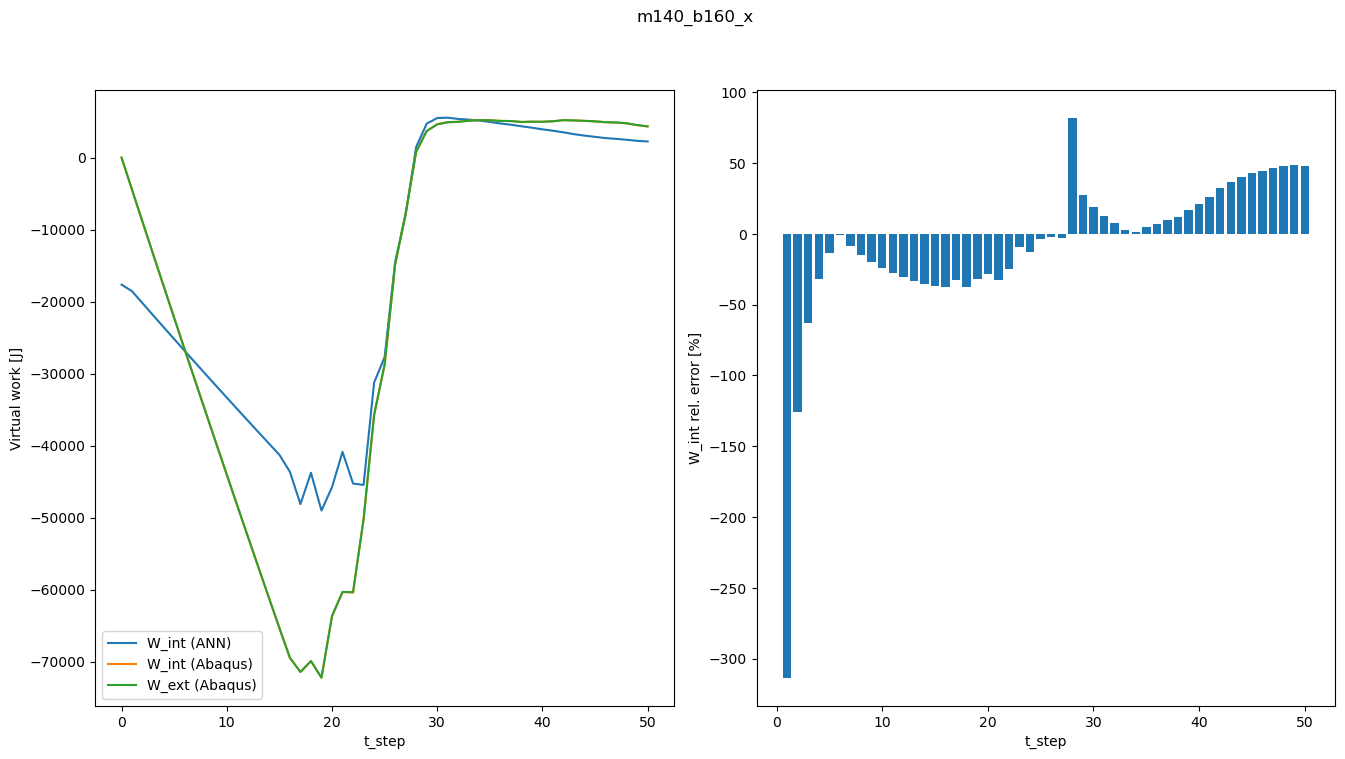 m140_b160_x
Virtual work [J]
0
−10000
−20000
−30000
−40000
−50000
−60000
−70000
W_int (ANN)
W_int (Abaqus)
W_ext (Abaqus)
0 10 20 30 40 50
t_step
W_int rel. error [%]
100
50
0
−50
−100
−150
−200
−250
−300
0 10 20 30 40 50
t_step